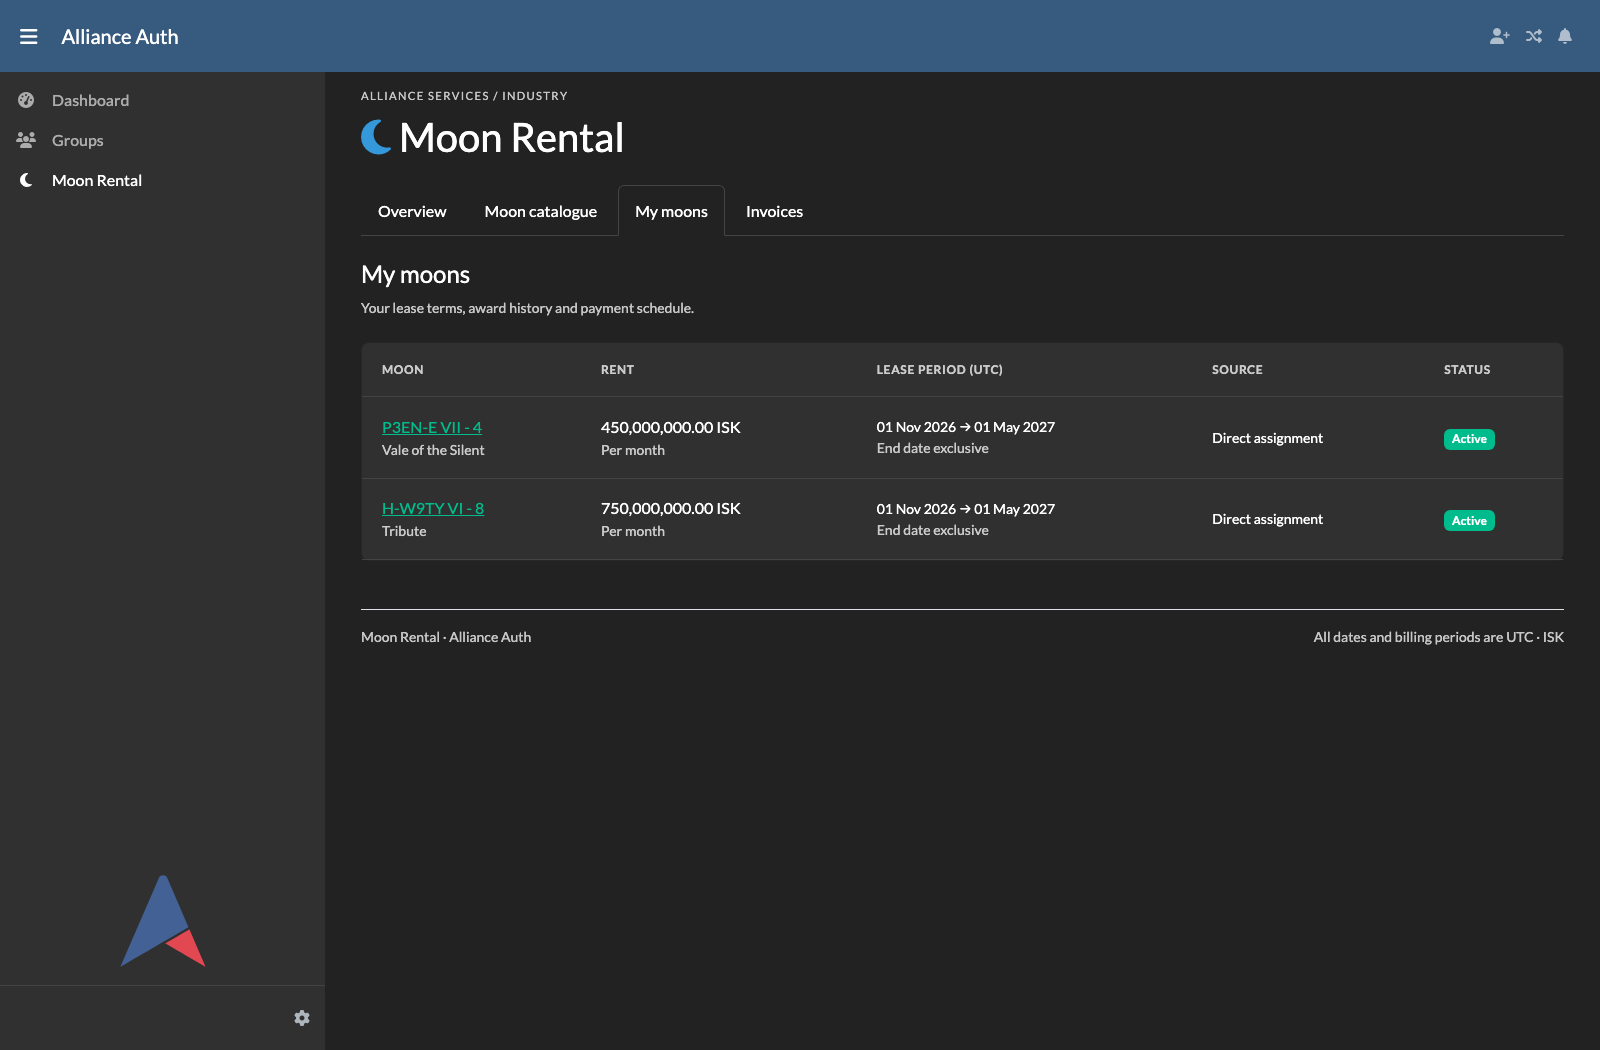 Alliance Auth
Dashboard
Groups
Moon Rental
ALLIANCE SERVICES / INDUSTRY
Moon Rental
Overview
Moon catalogue
My moons
Invoices
My moons
Your lease terms, award history and payment schedule.
MOON RENT LEASE PERIOD (UTC) SOURCE STATUS
P3EN-E VII - 4 450,000,000.00 ISK 01 Nov 2026 → 01 May 2027 Direct assignment Active
Vale of the Silent Per month End date exclusive
H-W9TY VI - 8 750,000,000.00 ISK 01 Nov 2026 → 01 May 2027 Direct assignment Active
Tribute Per month End date exclusive
Moon Rental · Alliance Auth
All dates and billing periods are UTC · ISK